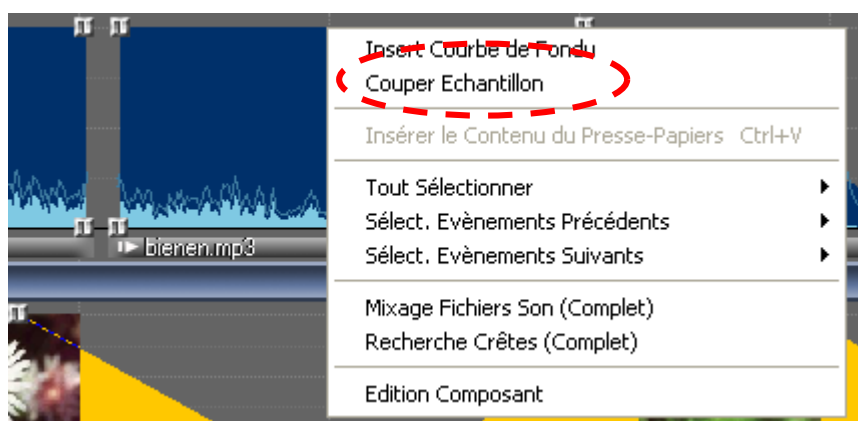 Insert Courbe de Fondu
Couper Echantillon
Insérer le Contenu du Presse-Papiers Ctrl+V
Tout Sélectionner
Sélect. Evènements Précédents
bienen.mp3
Sélect. Evènements Suivants
Mixage Fichiers Son (Complet)
Recherche Crêtes (Complet)
Edition Composant